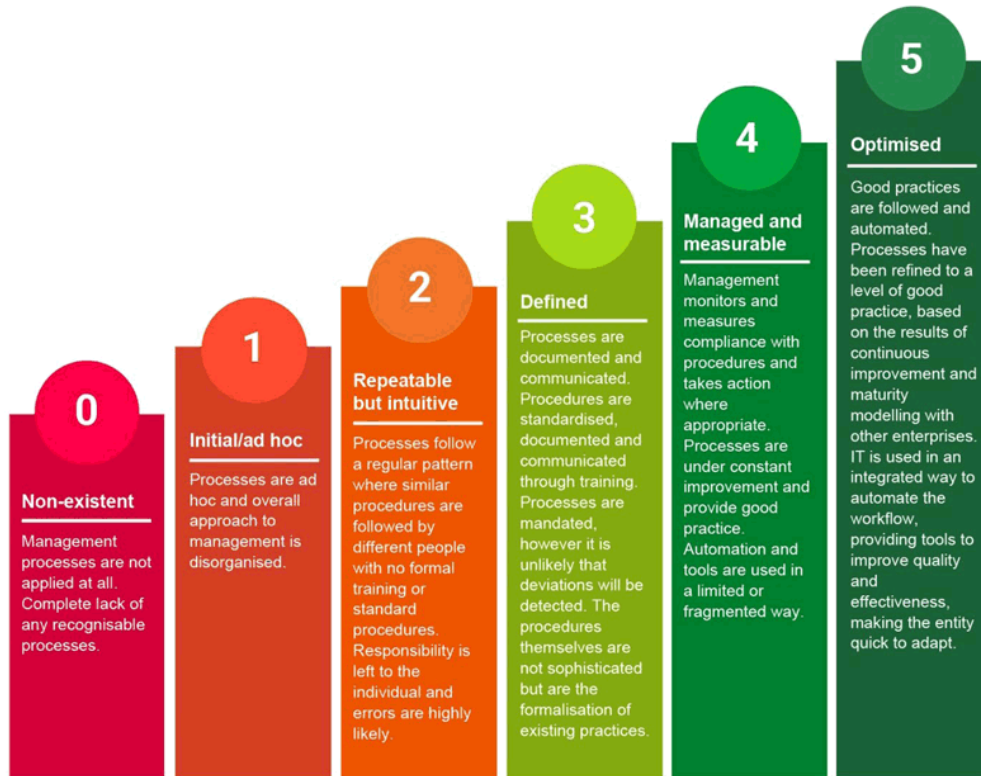 0
Non-existent
Management
processes are not
applied at all.
Complete lack of
any recognisable
processes.
1
Initial/ad hoc
Processes are ad
hoc and overall
approach to
management is
disorganised.
2
Repeatable
but intuitive
Processes follow
a regular pattern
where similar
procedures are
followed by
different people
with no formal
training or
standard
procedures.
Responsibility is
left to the
individual and
errors are highly
likely.
3
Defined
Processes are
documented and
communicated.
Procedures are
standardised,
documented and
communicated
through training.
Processes are
mandated,
however it is
unlikely that
deviations will be
detected. The
procedures
themselves are
not sophisticated
but are the
formalisation of
existing practices.
4
Managed and
measurable
Management
monitors and
measures
compliance with
procedures and
takes action
where
appropriate.
Processes are
under constant
improvement and
provide good
practice.
Automation and
tools are used in
a limited or
fragmented way.
5
Optimised
Good practices
are followed and
automated.
Processes have
been refined to a
level of good
practice, based
on the results of
continuous
improvement and
maturity
modelling with
other enterprises.
IT is used in an
integrated way to
automate the
workflow,
providing tools to
improve quality
and
effectiveness,
making the entity
quick to adapt.